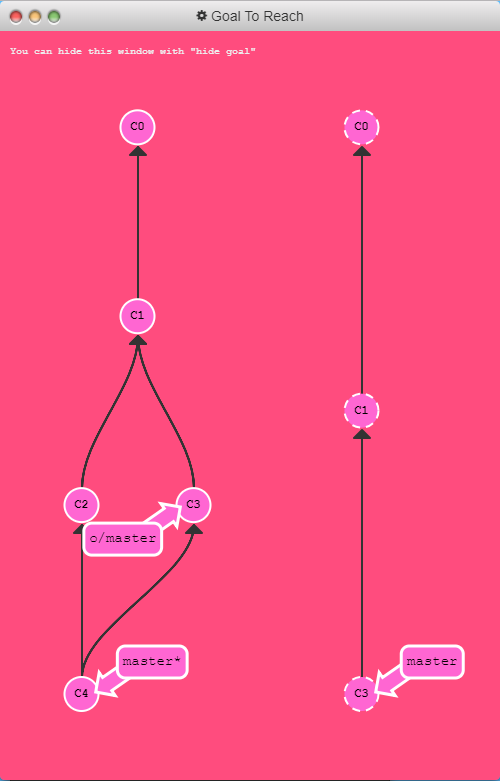 Goal To Reach
You can hide this window with "hide goal"
C0
C0
C1
C1
C2
C3
o/master
master*
master
C4
C3